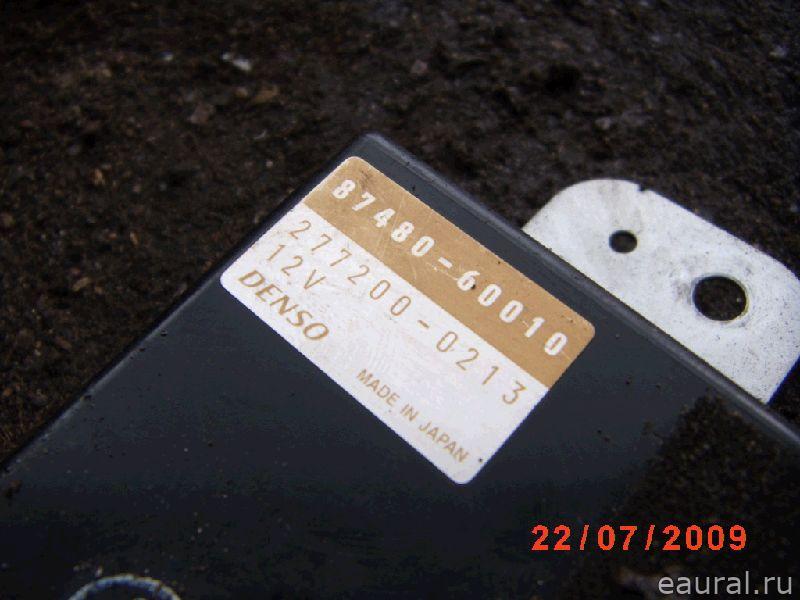 87480-60010
277200-0213
12V
DENSO
MADE IN JAPAN
22/07/2009
eaural.ru